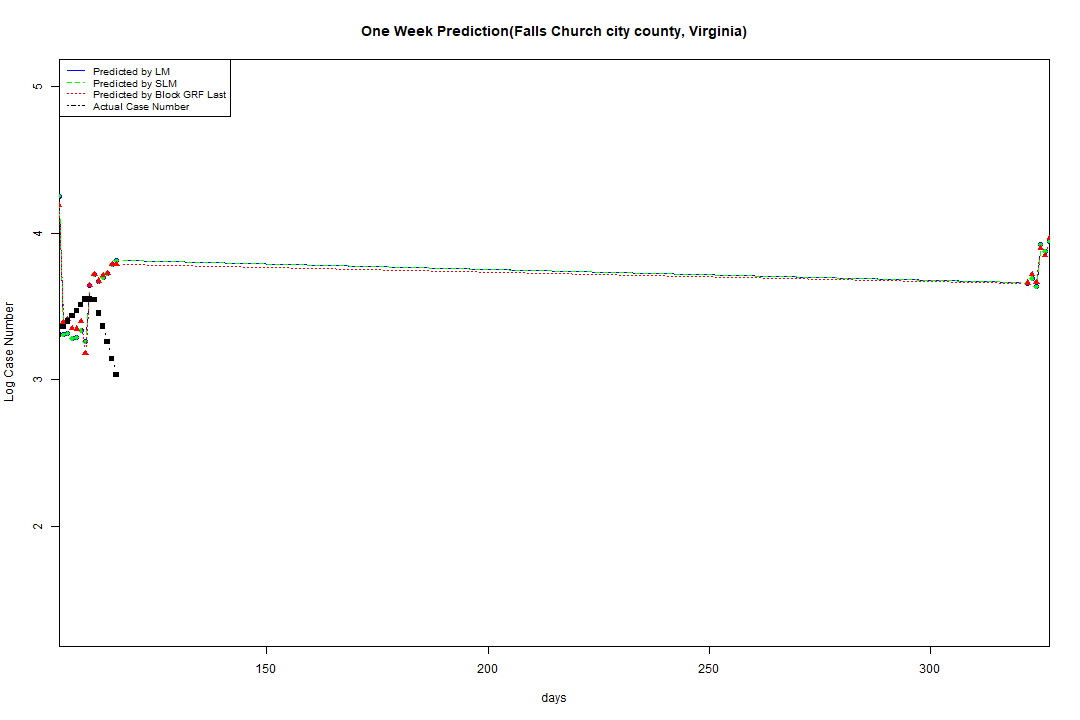 One Week Prediction(Falls Church city county, Virginia)
Predicted by LM
Predicted by SLM
Predicted by Block GRF Last
Actual Case Number
5
4
3
2
Log Case Number
150
200
250
300
days